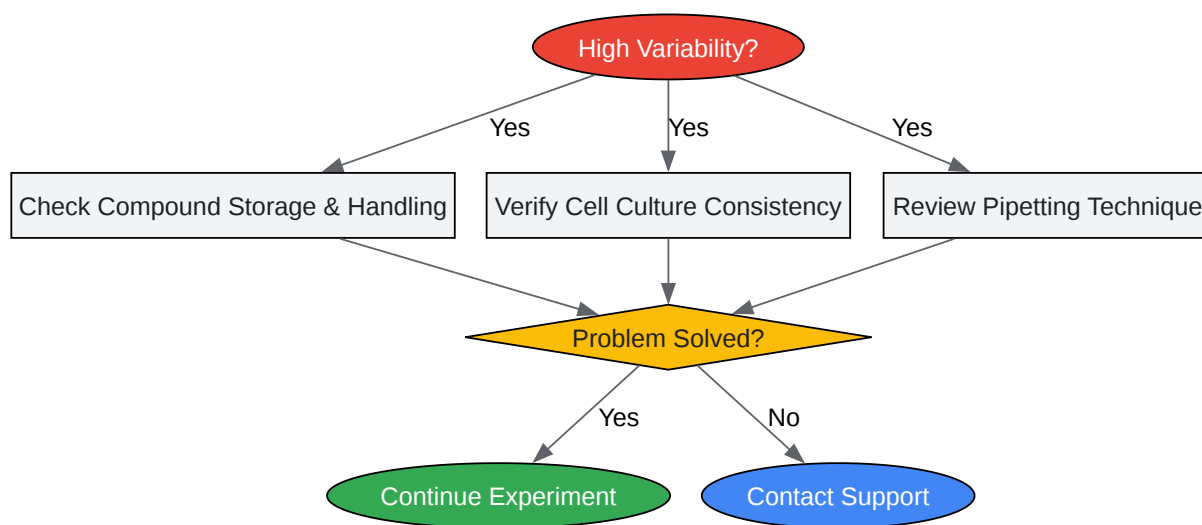 High Variability?
Yes
Yes
Yes
Check Compound Storage & Handling
Verify Cell Culture Consistency
Review Pipetting Technique
Problem Solved?
Yes
No
Continue Experiment
Contact Support